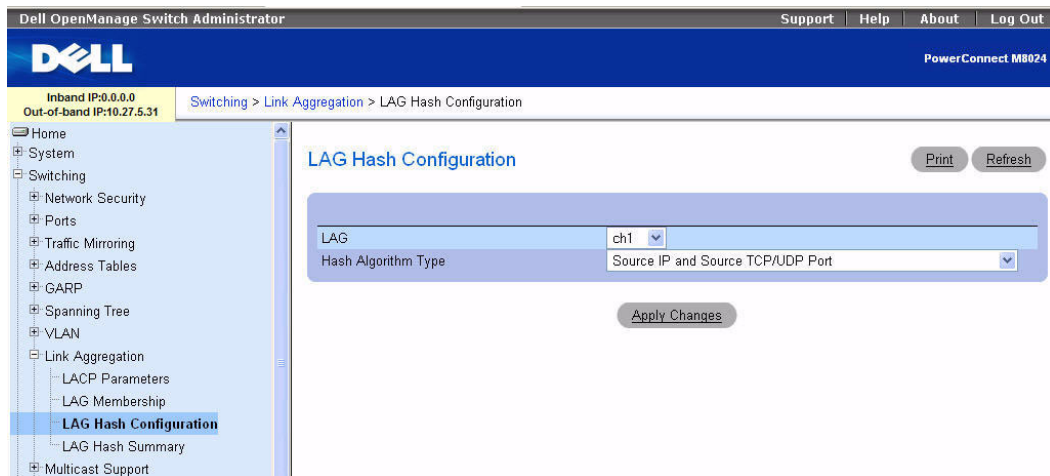 Dell OpenManage Switch Administrator
Support Help About Log Out
DELL
PowerConnect M8024
Inband IP:0.0.0.0
Out-of-band IP:10.27.5.31
Switching > Link Aggregation > LAG Hash Configuration
Home
System
Switching
Network Security
Ports
Traffic Mirroring
Address Tables
GARP
Spanning Tree
VLAN
Link Aggregation
LACP Parameters
LAG Membership
LAG Hash Configuration
LAG Hash Summary
Multicast Support
LAG Hash Configuration
Print Refresh
LAG ch1
Hash Algorithm Type Source IP and Source TCP/UDP Port
Apply Changes